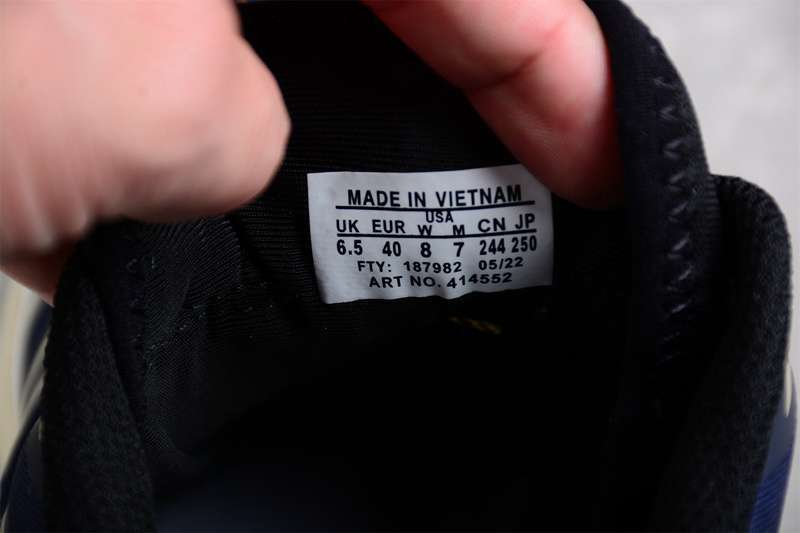 MADE IN VIETNAM
USA
UK EUR W M CN JP
6.5 40 8 7 244 250
FTY: 187982 05/22
ART NO. 414552